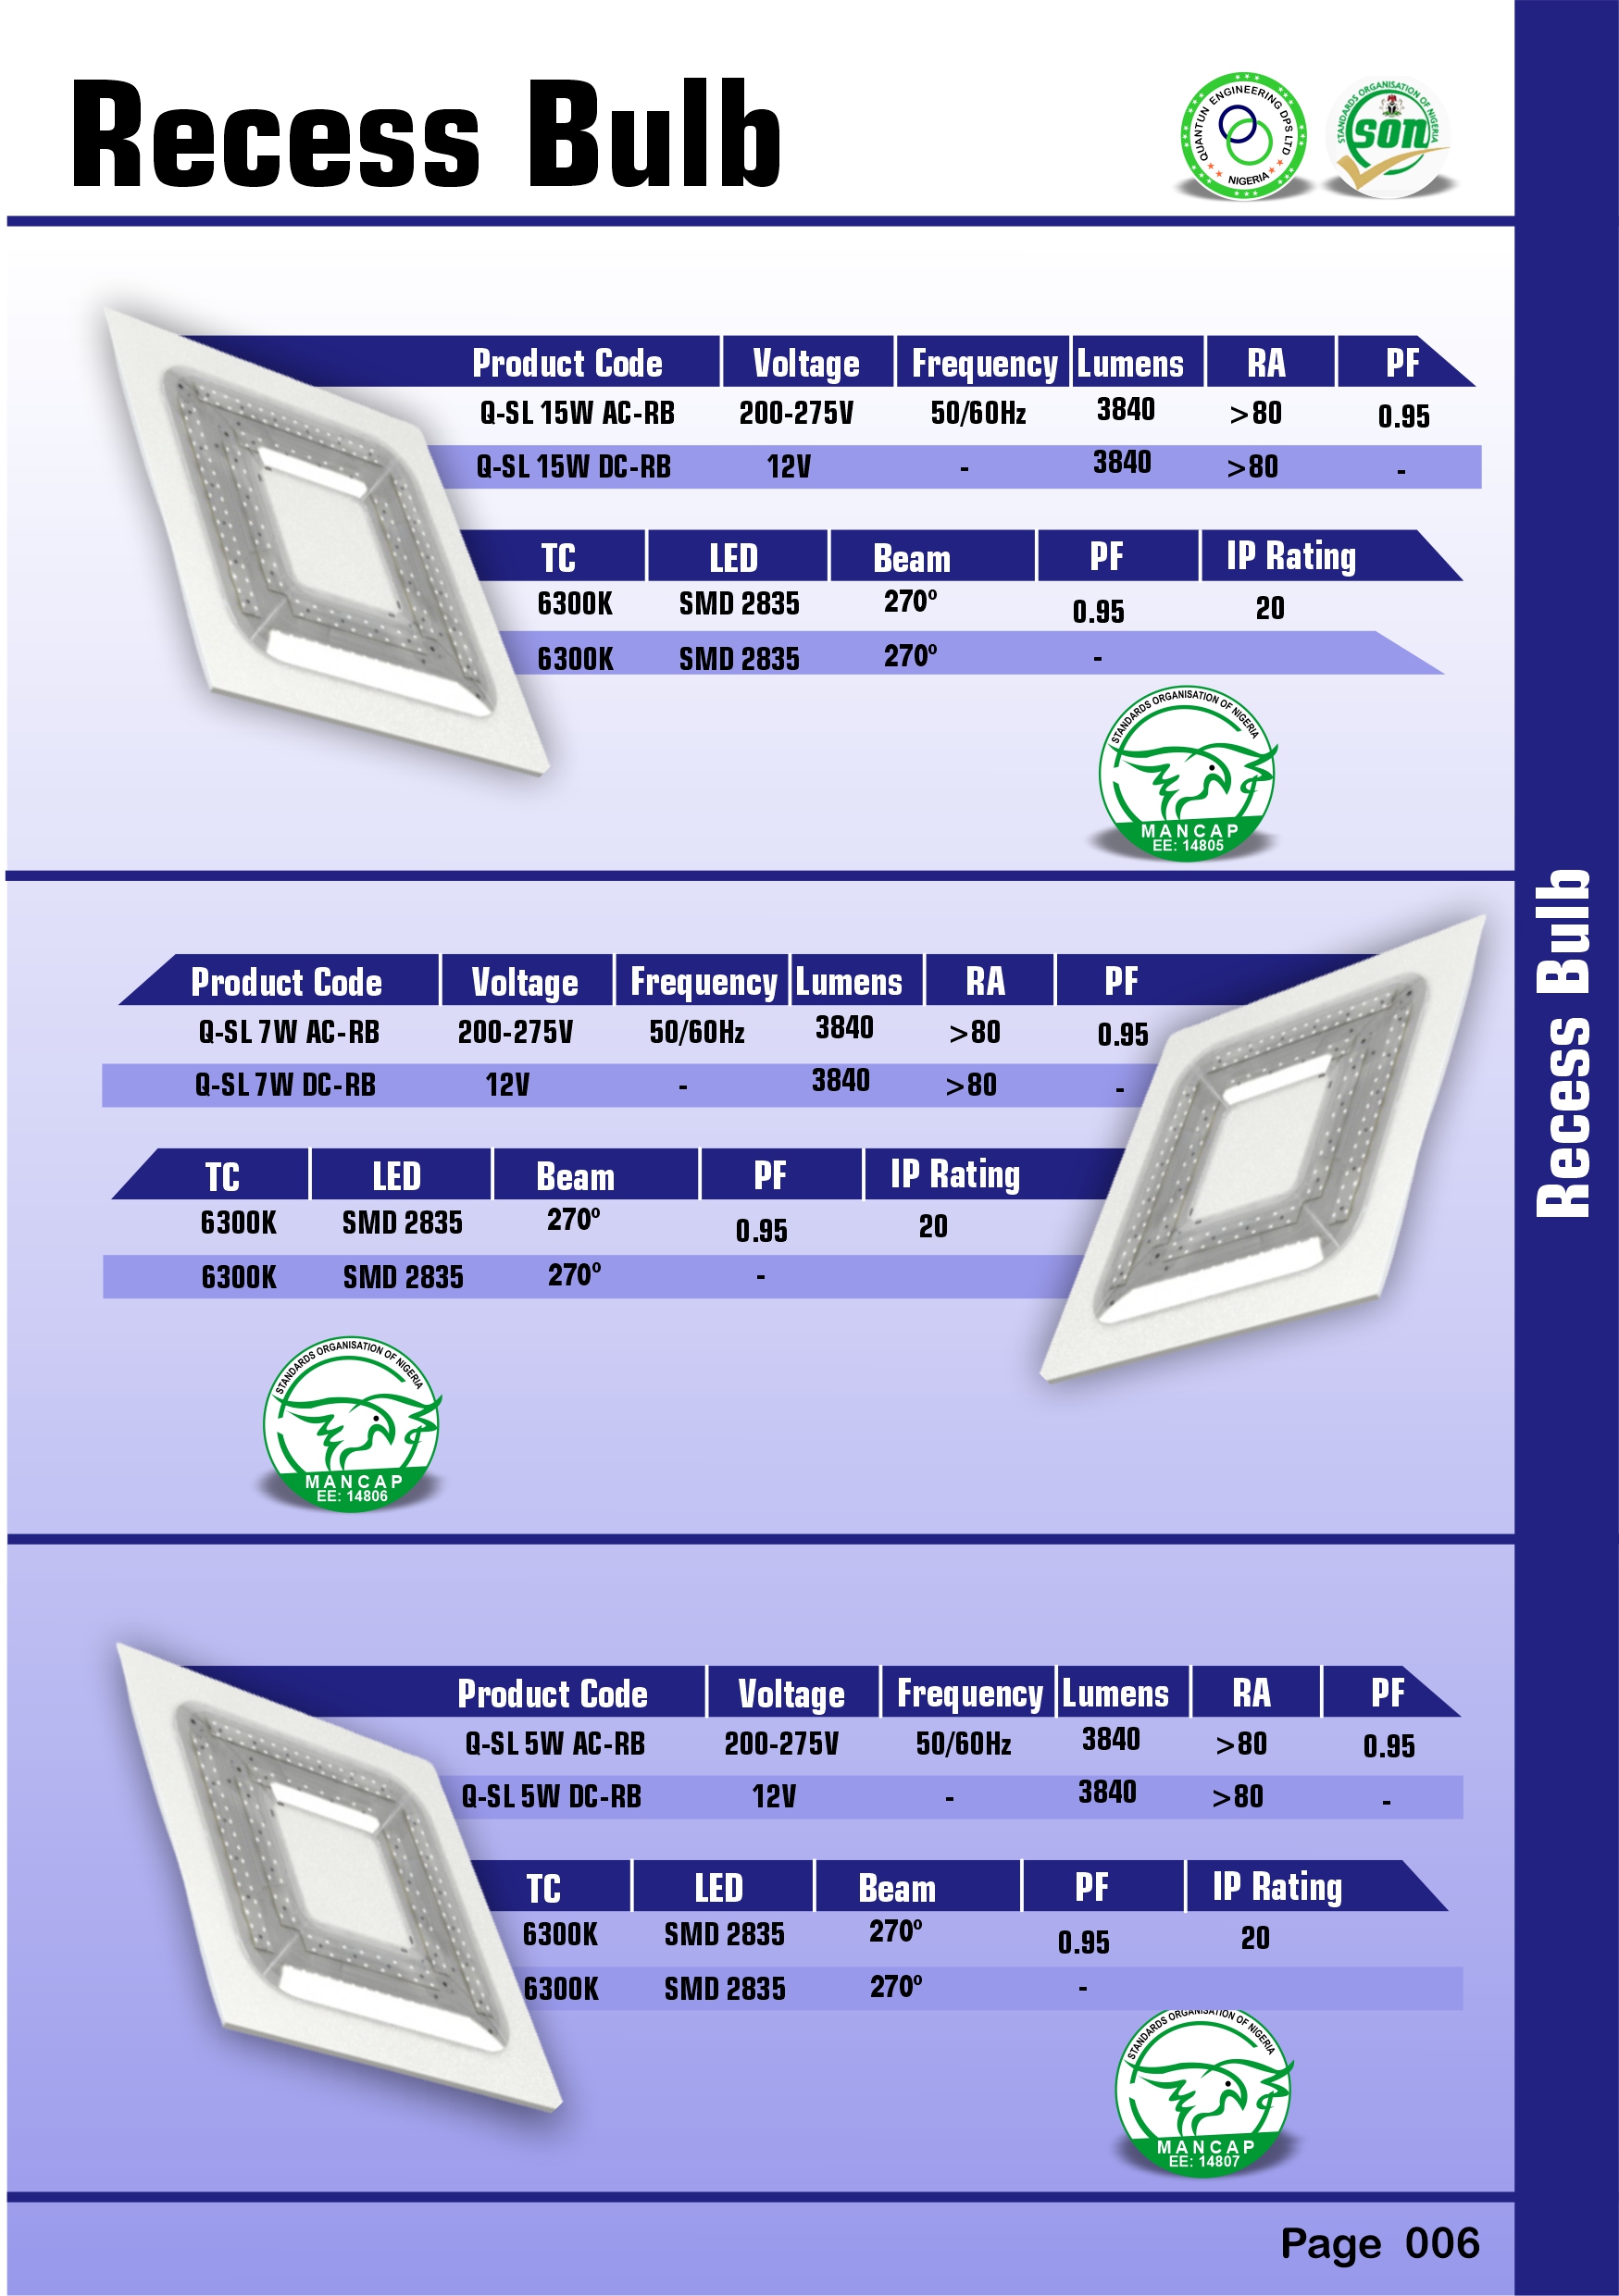 Recess Bulb
QUANTUN ENGINEERING DPS LTD
NIGERIA
STANDARDS ORGANISATION OF NIGERIA
SON
Product Code Voltage Frequency Lumens RA PF
Q-SL 15W AC-RB 200-275V 50/60Hz 3840 >80 0.95
Q-SL 15W DC-RB 12V - 3840 >80 -
TC LED Beam PF IP Rating
6300K SMD 2835 270º 0.95 20
6300K SMD 2835 270º -
STANDARDS ORGANISATION OF NIGERIA
MANCAP
EE: 14805
Recess Bulb
Product Code Voltage Frequency Lumens RA PF
Q-SL 7W AC-RB 200-275V 50/60Hz 3840 >80 0.95
Q-SL 7W DC-RB 12V - 3840 >80 -
TC LED Beam PF IP Rating
6300K SMD 2835 270º 0.95 20
6300K SMD 2835 270º -
STANDARDS ORGANISATION OF NIGERIA
MANCAP
EE: 14806
Product Code Voltage Frequency Lumens RA PF
Q-SL 5W AC-RB 200-275V 50/60Hz 3840 >80 0.95
Q-SL 5W DC-RB 12V - 3840 >80 -
TC LED Beam PF IP Rating
6300K SMD 2835 270º 0.95 20
6300K SMD 2835 270º -
STANDARDS ORGANISATION OF NIGERIA
MANCAP
EE: 14807
Page 006